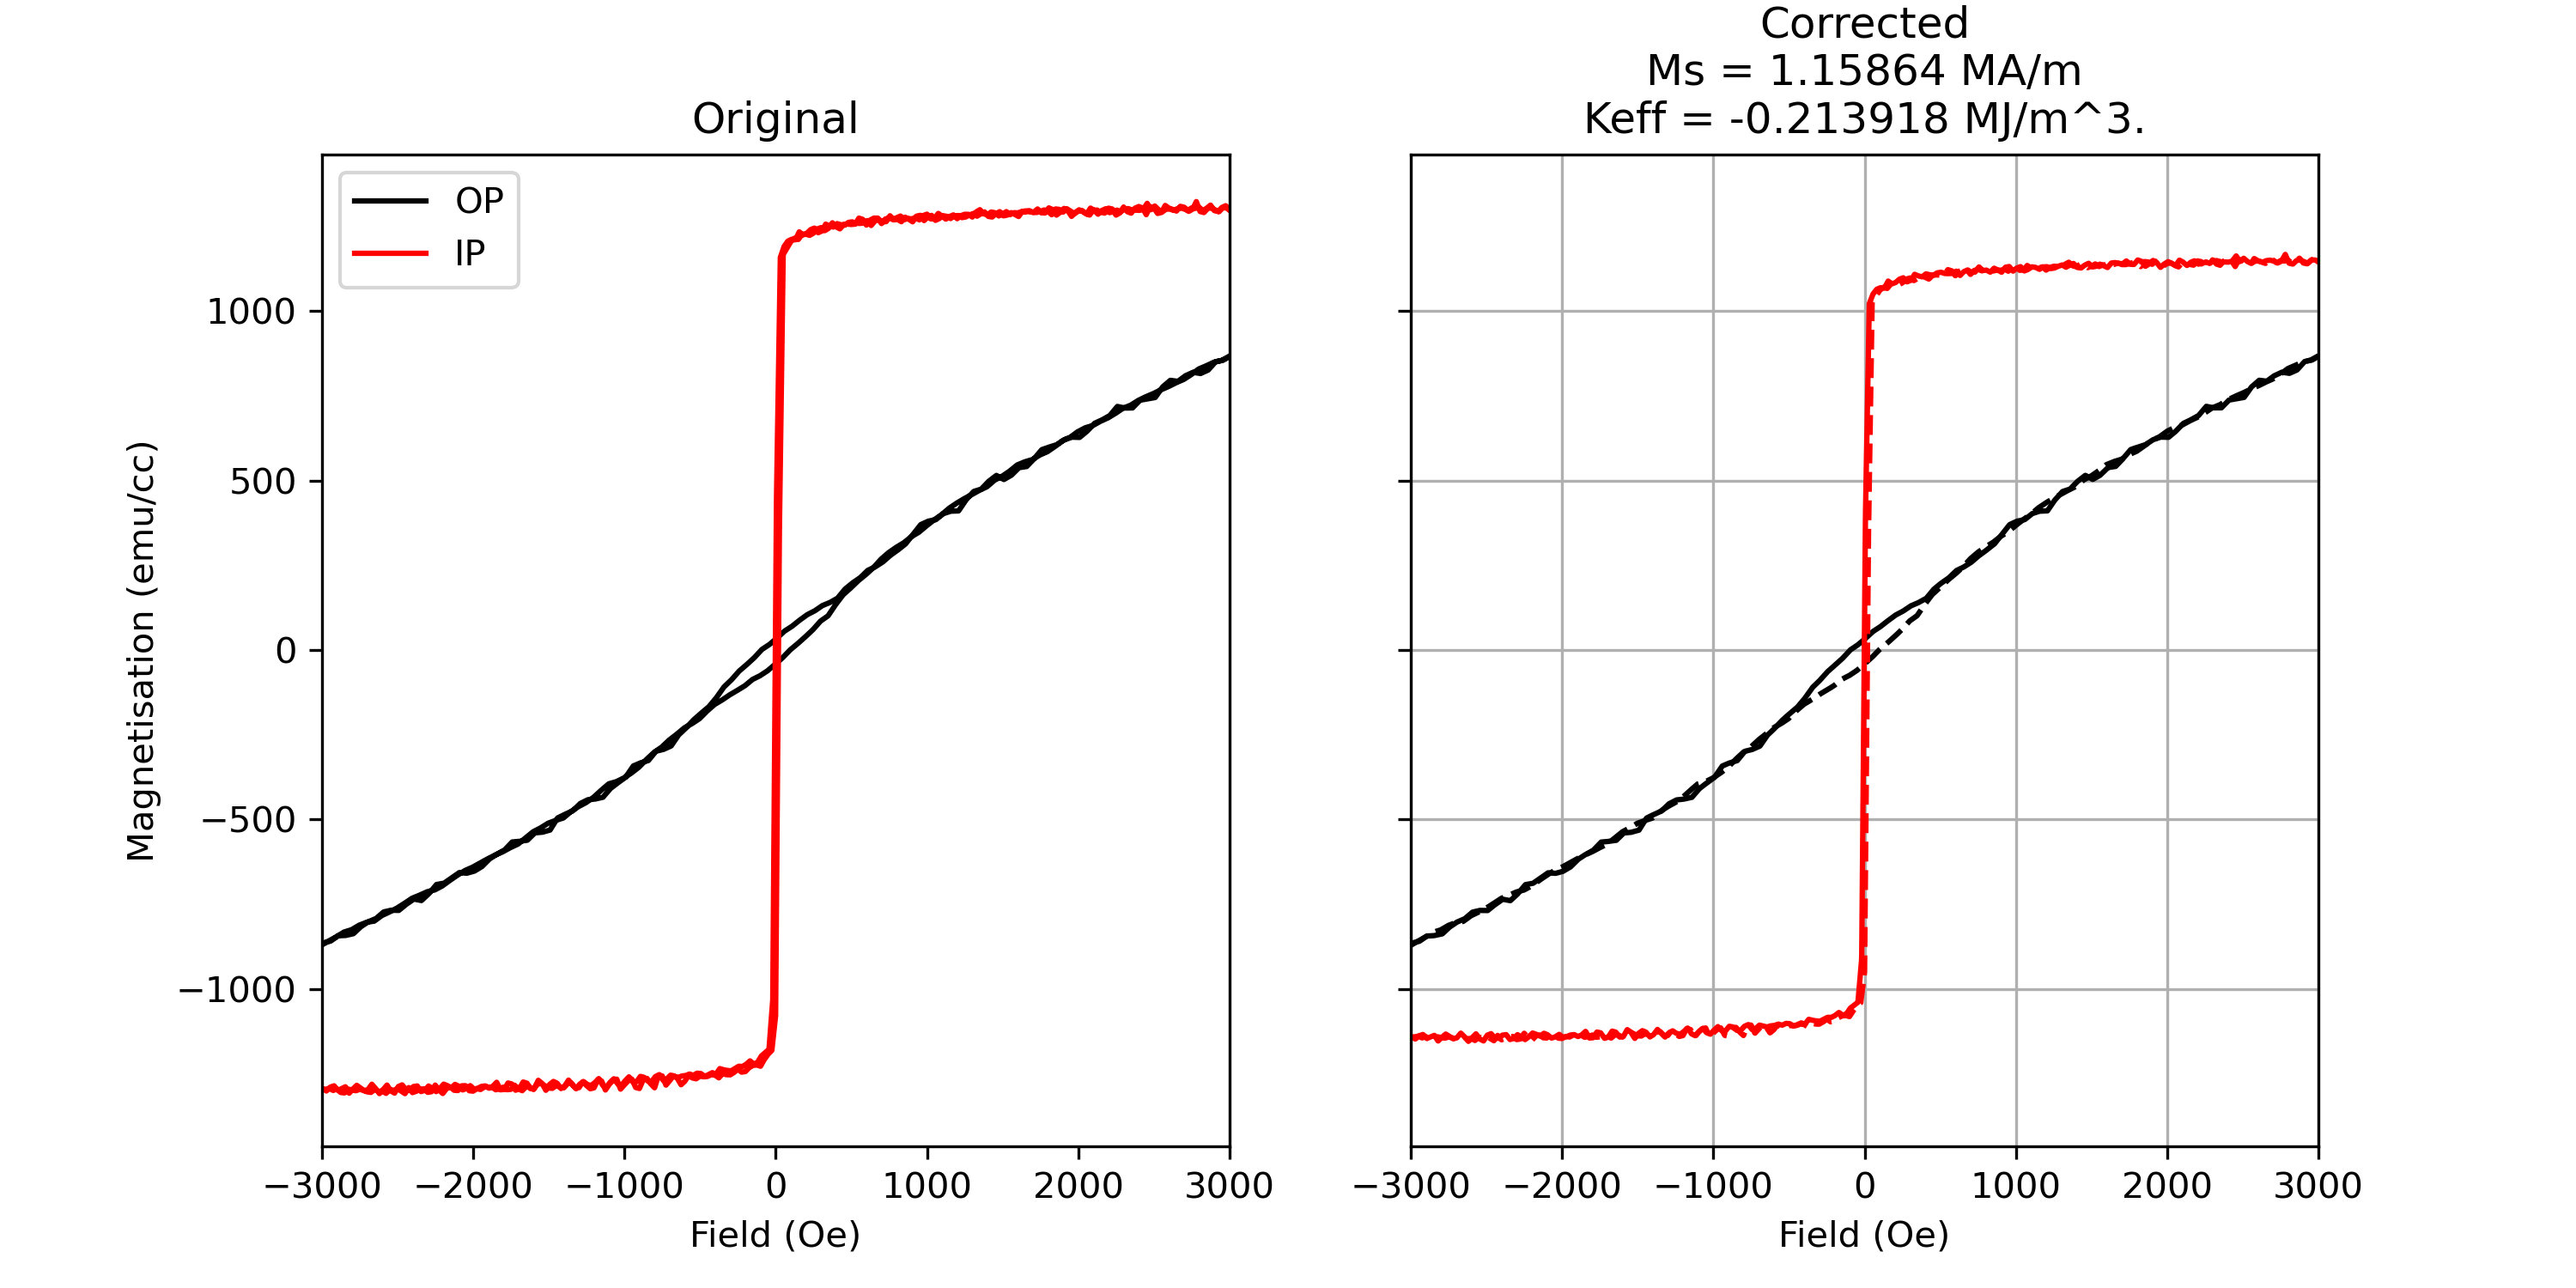 Original
OP
IP
1000
500
0
−500
−1000
Magnetisation (emu/cc)
−3000 −2000 −1000 0 1000 2000 3000
Field (Oe)
Corrected
Ms = 1.15864 MA/m
Keff = -0.213918 MJ/m^3.
−3000 −2000 −1000 0 1000 2000 3000
Field (Oe)